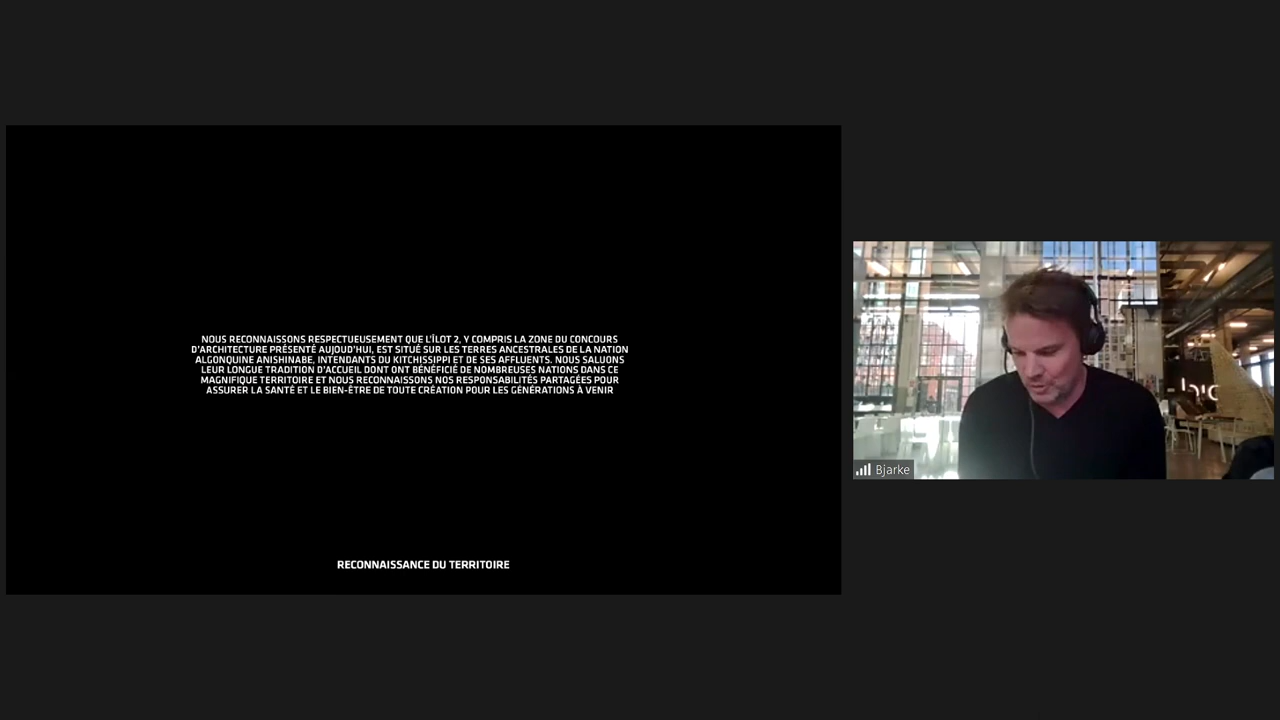 NOUS RECONNAISSONS RESPECTUEUSEMENT QUE L'ÎLOT 2, Y COMPRIS LA ZONE DU CONCOURS
D'ARCHITECTURE PRÉSENTÉ AUJOURD'HUI, EST SITUÉ SUR LES TERRES ANCESTRALES DE LA NATION
ALGONQUINE ANISHINABE, INTENDANTS DU KITCHISSIPPI ET DE SES AFFLUENTS. NOUS SALUONS
LEUR LONGUE TRADITION D'ACCUEIL DONT ONT BÉNÉFICIÉ DE NOMBREUSES NATIONS DANS CE
MAGNIFIQUE TERRITOIRE ET NOUS RECONNAISSONS NOS RESPONSABILITÉS PARTAGÉES POUR
ASSURER LA SANTÉ ET LE BIEN-ÊTRE DE TOUTE CRÉATION POUR LES GÉNÉRATIONS À VENIR
RECONNAISSANCE DU TERRITOIRE
Bjarke